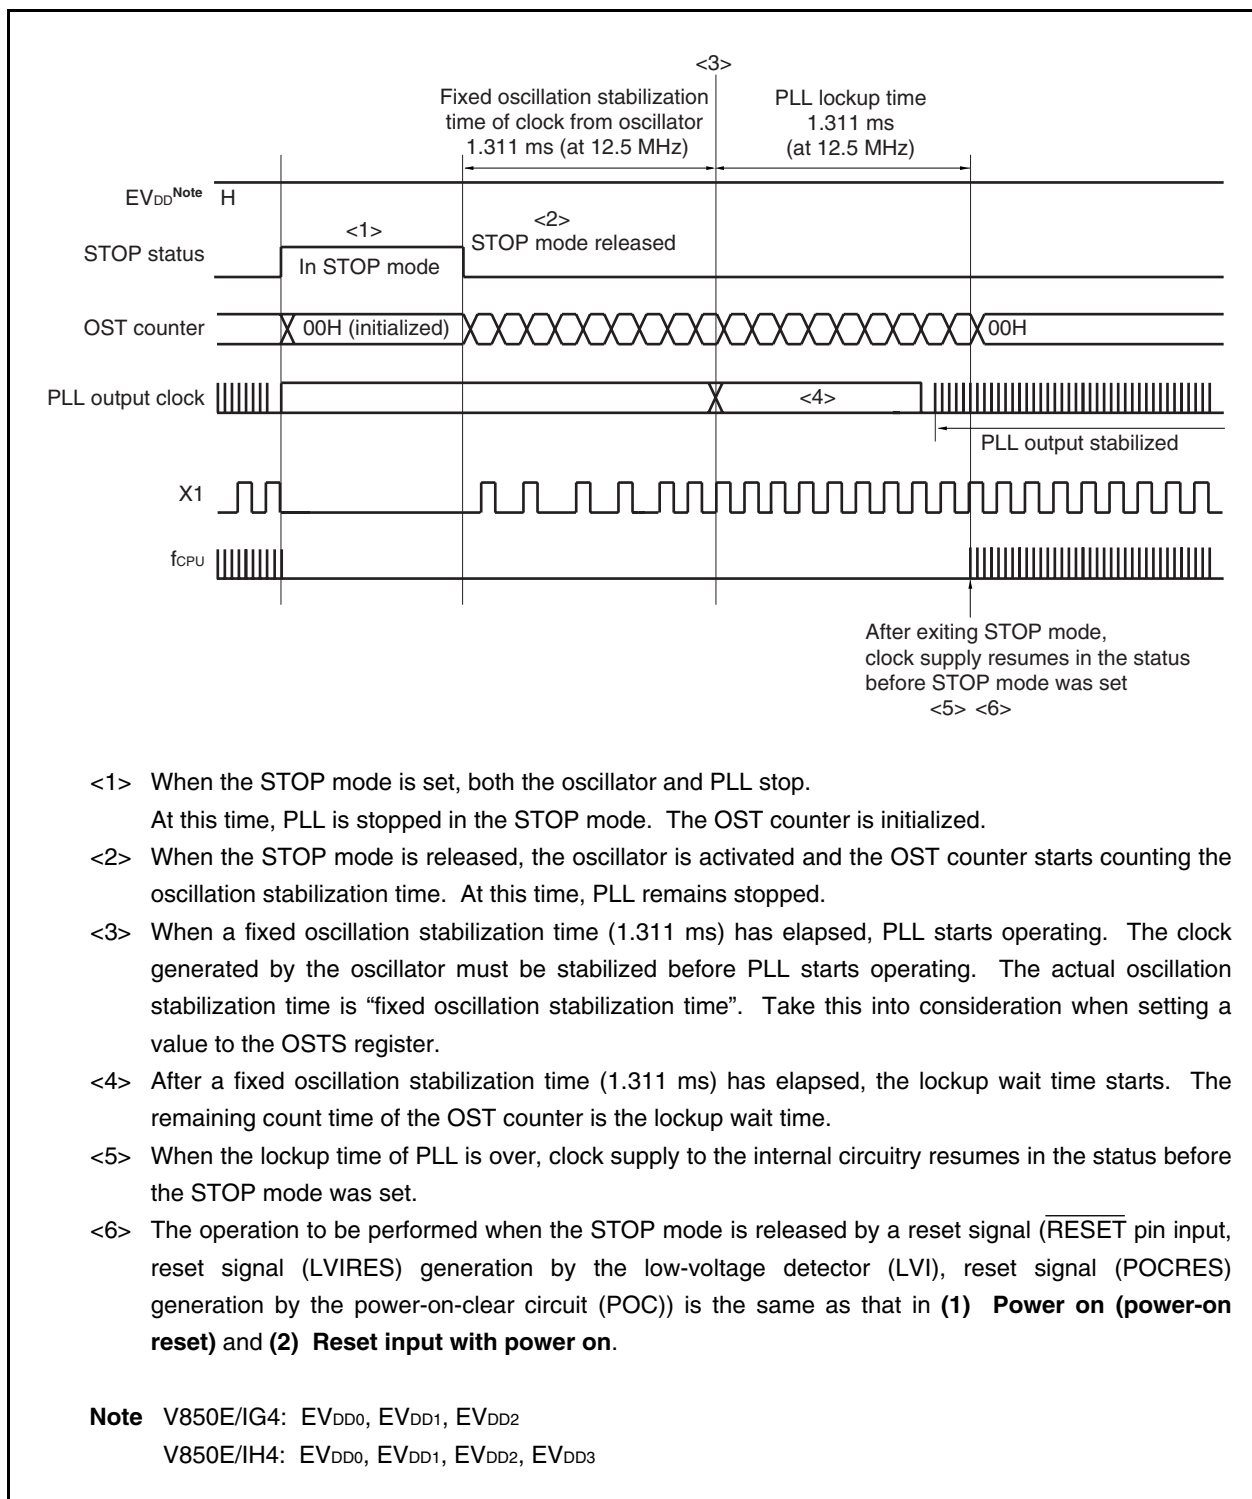 <3>
Fixed oscillation stabilization
time of clock from oscillator
1.311 ms (at 12.5 MHz)
PLL lockup time
1.311 ms
(at 12.5 MHz)
EVDDNote H
<1>
<2>
STOP status
In STOP mode
STOP mode released
OST counter
00H (initialized)
00H
PLL output clock
<4>
PLL output stabilized
X1
fCPU
After exiting STOP mode,
clock supply resumes in the status
before STOP mode was set
<5> <6>
<1> When the STOP mode is set, both the oscillator and PLL stop.
At this time, PLL is stopped in the STOP mode. The OST counter is initialized.
<2> When the STOP mode is released, the oscillator is activated and the OST counter starts counting the
oscillation stabilization time. At this time, PLL remains stopped.
<3> When a fixed oscillation stabilization time (1.311 ms) has elapsed, PLL starts operating. The clock
generated by the oscillator must be stabilized before PLL starts operating. The actual oscillation
stabilization time is “fixed oscillation stabilization time”. Take this into consideration when setting a
value to the OSTS register.
<4> After a fixed oscillation stabilization time (1.311 ms) has elapsed, the lockup wait time starts. The
remaining count time of the OST counter is the lockup wait time.
<5> When the lockup time of PLL is over, clock supply to the internal circuitry resumes in the status before
the STOP mode was set.
<6> The operation to be performed when the STOP mode is released by a reset signal (RESET pin input,
reset signal (LVIRES) generation by the low-voltage detector (LVI), reset signal (POCRES)
generation by the power-on-clear circuit (POC)) is the same as that in (1) Power on (power-on
reset) and (2) Reset input with power on.
Note V850E/IG4: EVDD0, EVDD1, EVDD2
V850E/IH4: EVDD0, EVDD1, EVDD2, EVDD3